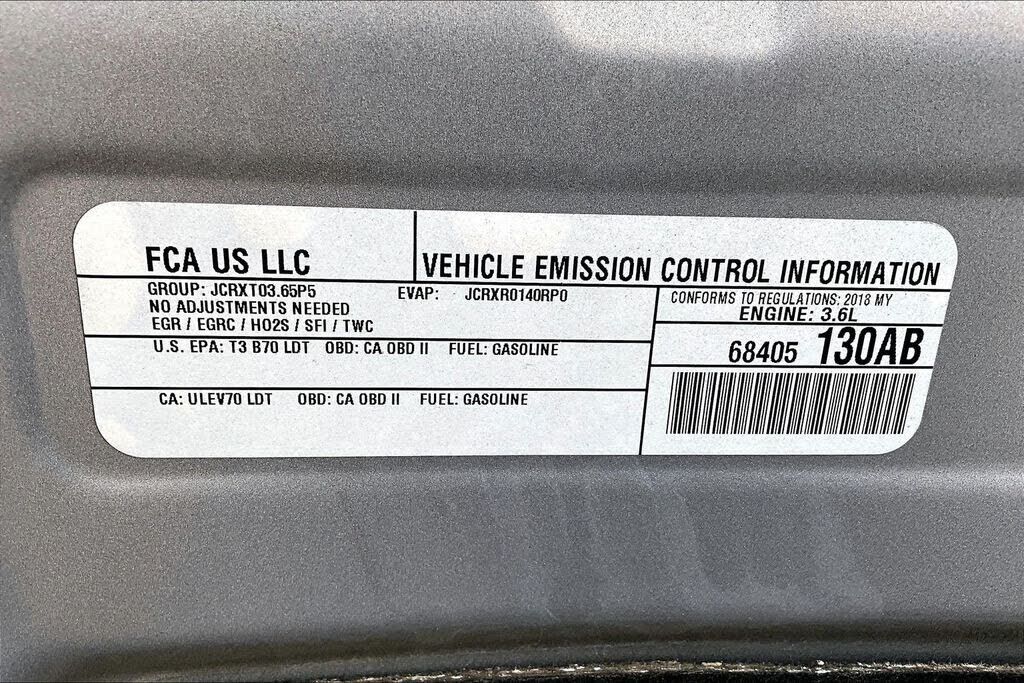 FCA US LLC
VEHICLE EMISSION CONTROL INFORMATION
GROUP: JCRXT03.65P5 EVAP: JCRXR0140RP0
NO ADJUSTMENTS NEEDED
EGR / EGRC / HO2S / SFI / TWC
CONFORMS TO REGULATIONS: 2018 MY
ENGINE: 3.6L
U.S. EPA: T3 B70 LDT OBD: CA OBD II FUEL: GASOLINE
68405 130AB
CA: ULEV70 LDT OBD: CA OBD II FUEL: GASOLINE